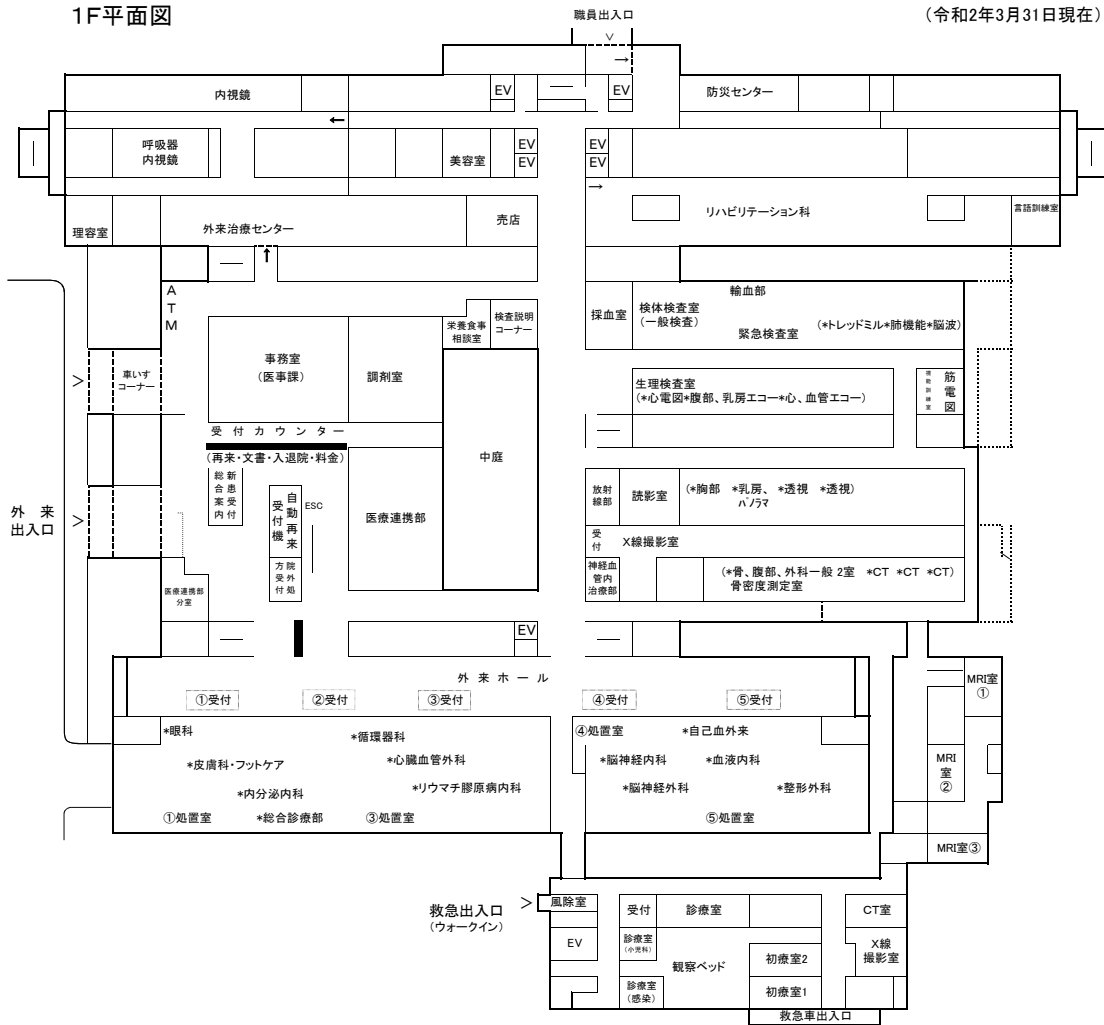 1F平面図
(令和2年3月31日現在)
職員出入口
内視鏡
EV
EV
防災センター
呼吸器
内視鏡
美容室
EV
EV
EV
EV
理容室
外来治療センター
売店
リハビリテーション科
言語訓練室
ATM
栄養食事
相談室
検査説明
コーナー
採血室
検体検査室
(一般検査)
輸血部
緊急検査室
(*トレッドミル*肺機能*脳波)
車いす
コーナー
事務室
(医事課)
調剤室
生理検査室
(*心電図*腹部、乳房エコー*心、血管エコー)
視能訓練室
筋電図
受付カウンター
(再来・文書・入退院・料金)
中庭
新患受付
総合案内
外来
出入口
自動再来
受付機
ESC
医療連携部
放射
線部
読影室
(*胸部 *乳房、*透視 *透視)
パノラマ
受付
X線撮影室
院外処
方受付
医療連携部
分室
神経血
管内
治療部
(*骨、腹部、外科一般 2室 *CT *CT *CT)
骨密度測定室
EV
外来ホール
①受付
②受付
③受付
④受付
⑤受付
MRI室
①
*眼科
*循環器科
④処置室
*自己血外来
*皮膚科・フットケア
*心臓血管外科
*脳神経内科
*血液内科
MRI
室
②
*内分泌内科
*リウマチ膠原病内科
*脳神経外科
*整形外科
①処置室
*総合診療部
③処置室
⑤処置室
MRI室③
救急出入口
(ウォークイン)
風除室
受付
診療室
CT室
EV
診療室
(小児科)
観察ベッド
初療室2
X線
撮影室
診療室
(感染)
初療室1
救急車出入口